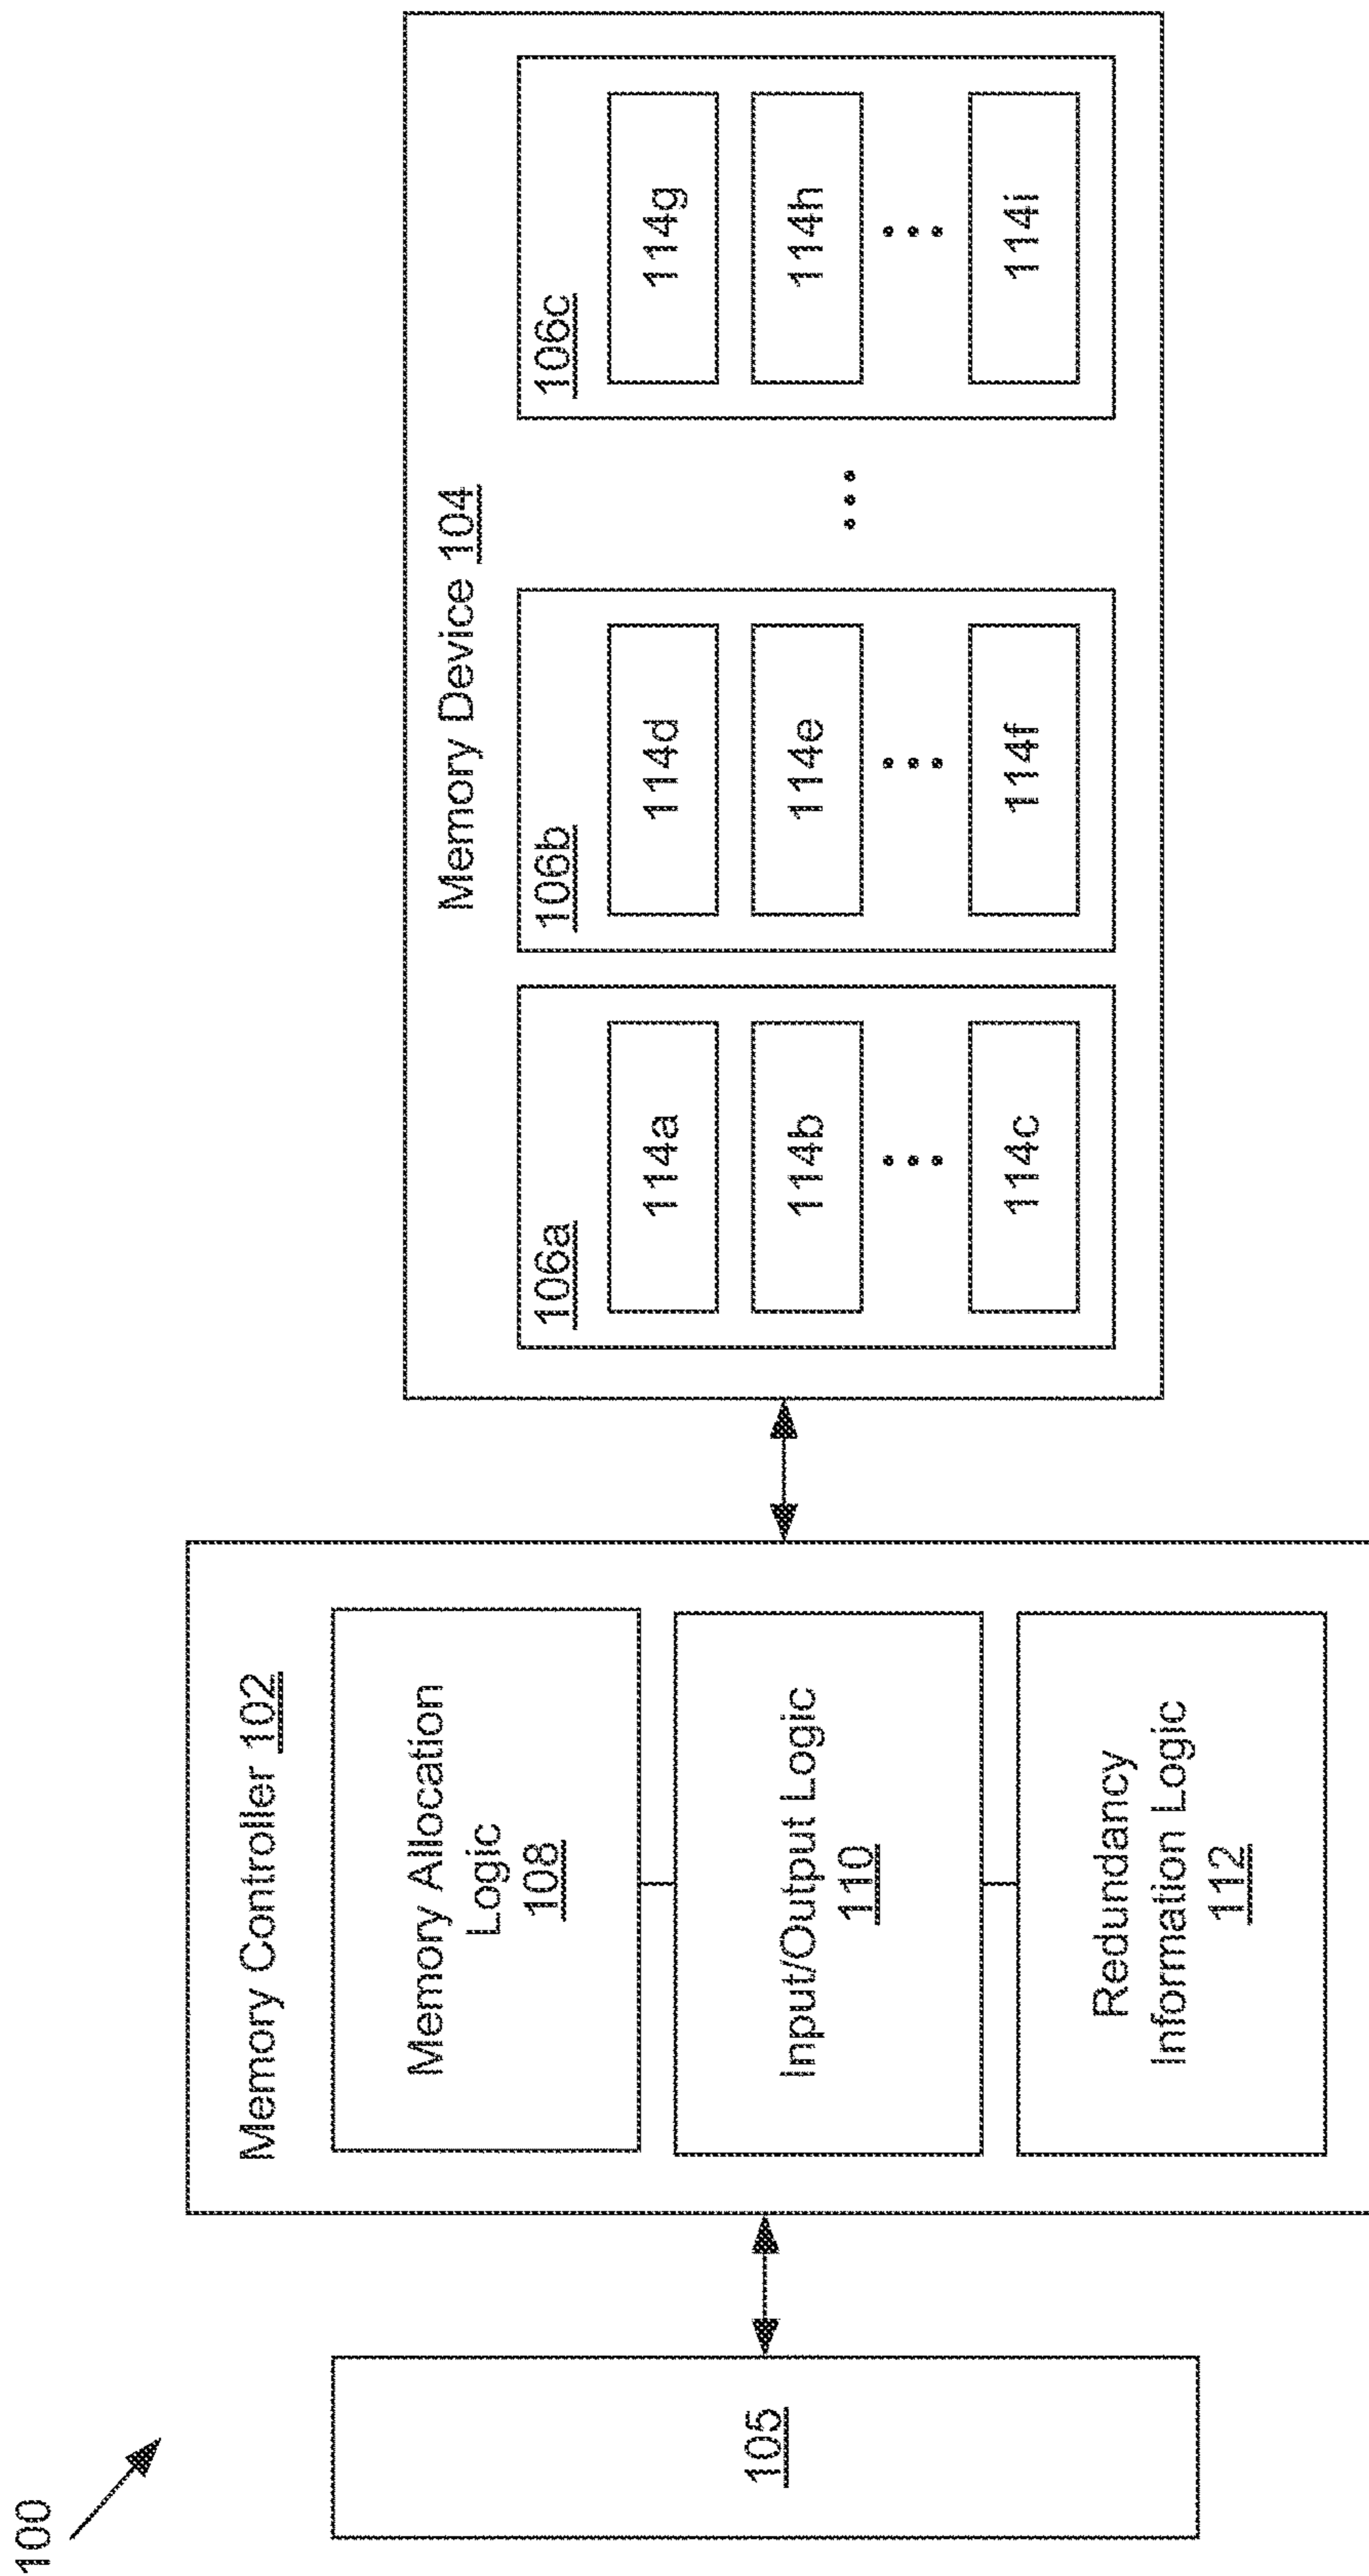 100
105
Memory Controller 102
Memory Allocation
Logic
108
Input/Output Logic
110
Redundancy
Information Logic
112
Memory Device 104
106a
114a
114b
114c
106b
114d
114e
114f
106c
114g
114h
114i